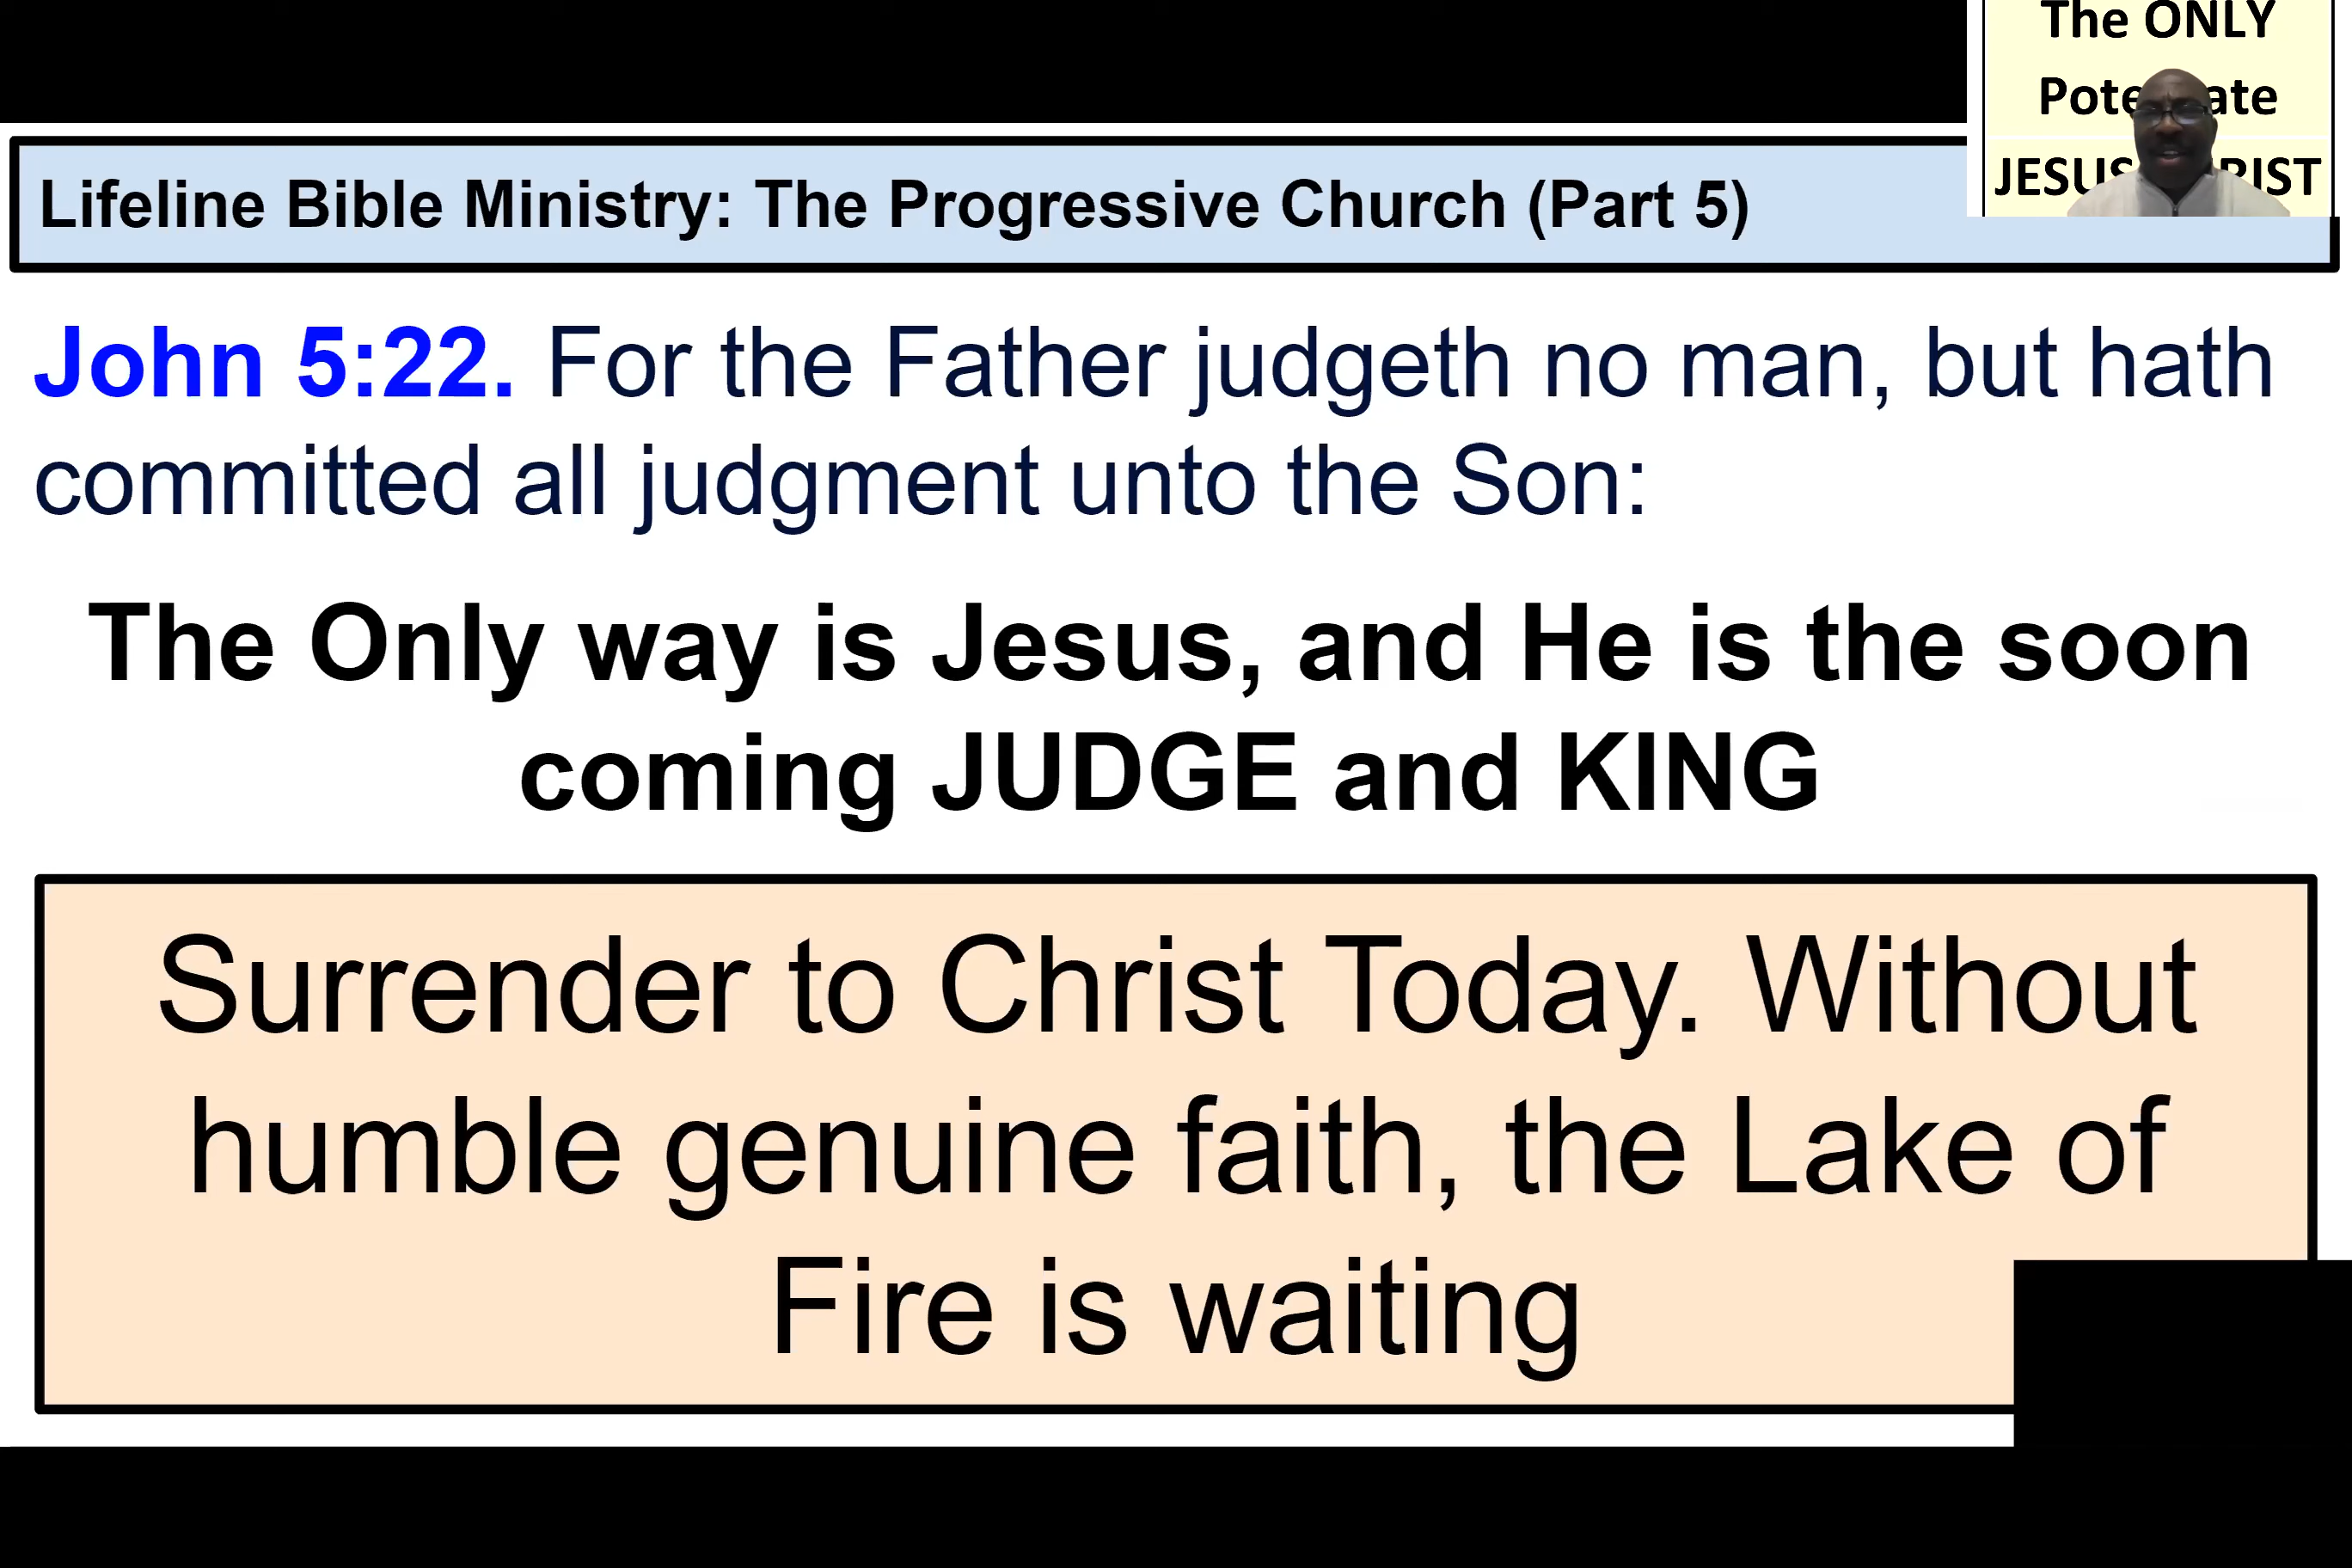 The ONLY
JESUS
Lifeline Bible Ministry: The Progressive Church (Part 5)
John 5:22. For the Father judgeth no man, but hath
committed all judgment unto the Son:
The Only way is Jesus, and He is the soon
coming JUDGE and KING
Surrender to Christ Today. Without
humble genuine faith, the Lake of
Fire is waiting